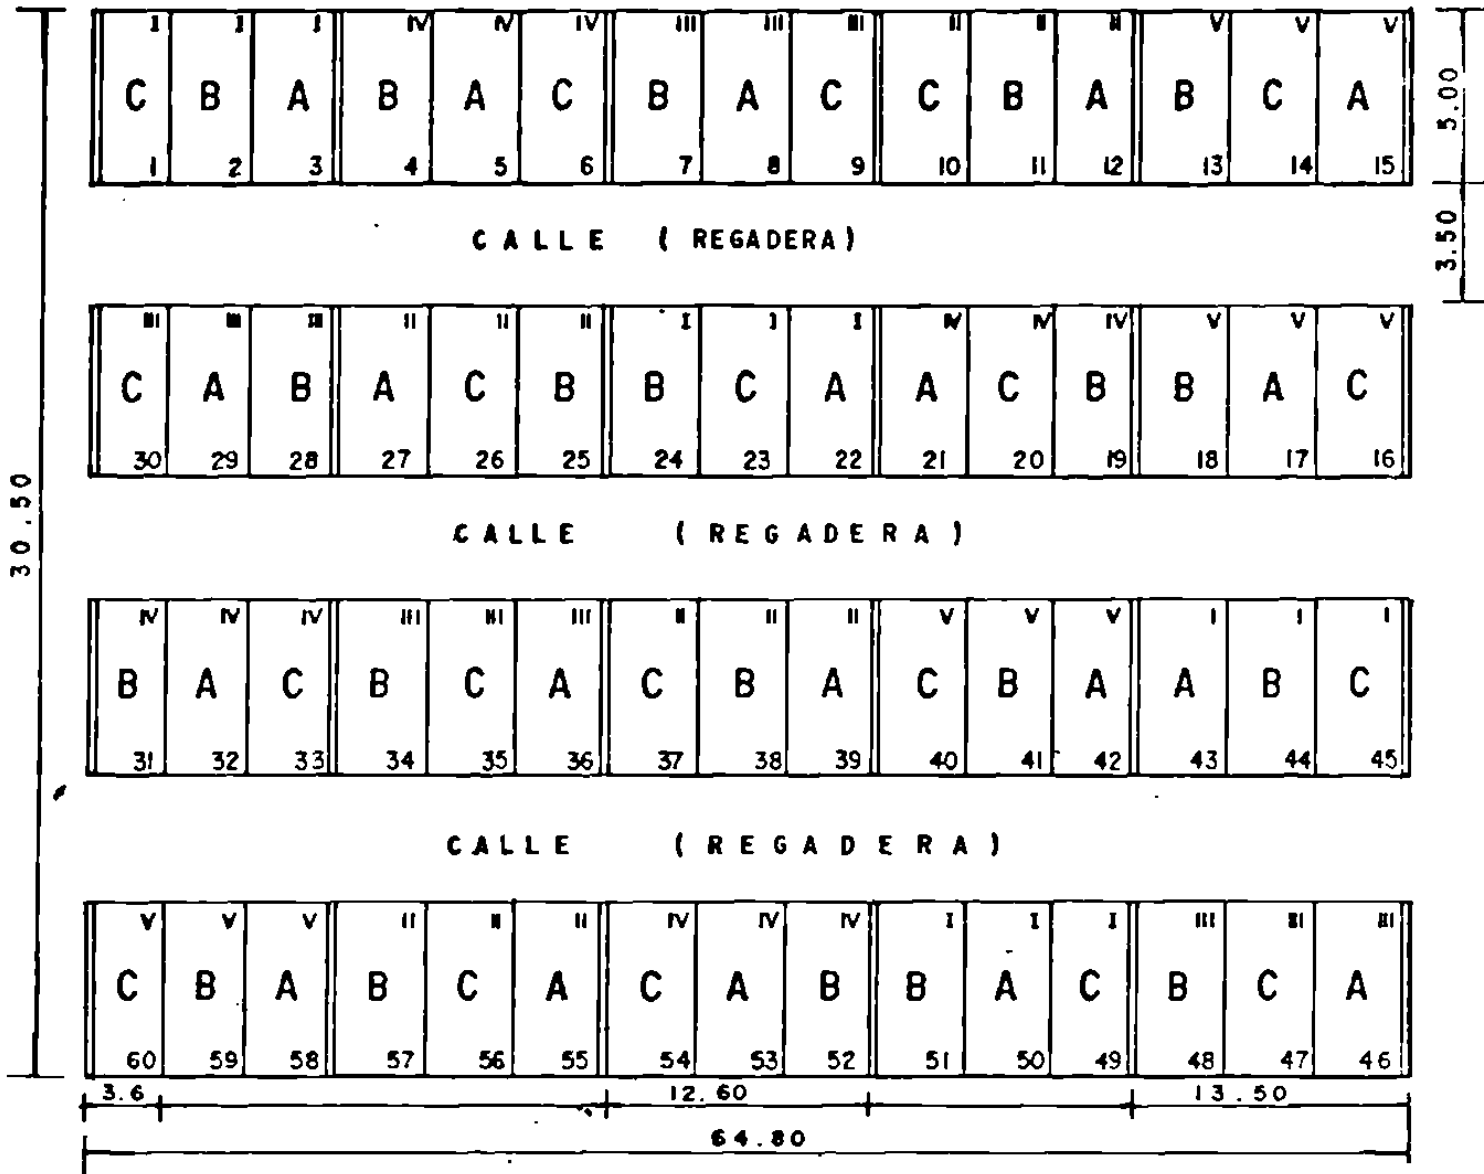 I I I IV IV IV III III III II II II V V V
C B A B A C B A C C B A B C A
1 2 3 4 5 6 7 8 9 10 11 12 13 14 15
5.00
CALLE (REGADERA)
3.50
III III III II II II I I I IV IV IV V V V
C A B A C B B C A A C B B A C
30 29 28 27 26 25 24 23 22 21 20 19 18 17 16
30.50
CALLE (REGADERA)
IV IV IV III III III II II II V V V I I I
B A C B C A C B A C B A A B C
31 32 33 34 35 36 37 38 39 40 41 42 43 44 45
CALLE (REGADERA)
V V V II II II IV IV IV I I I III III III
C B A B C A C A B B A C B C A
60 59 58 57 56 55 54 53 52 51 50 49 48 47 46
3.6 12.60 13.50
64.80